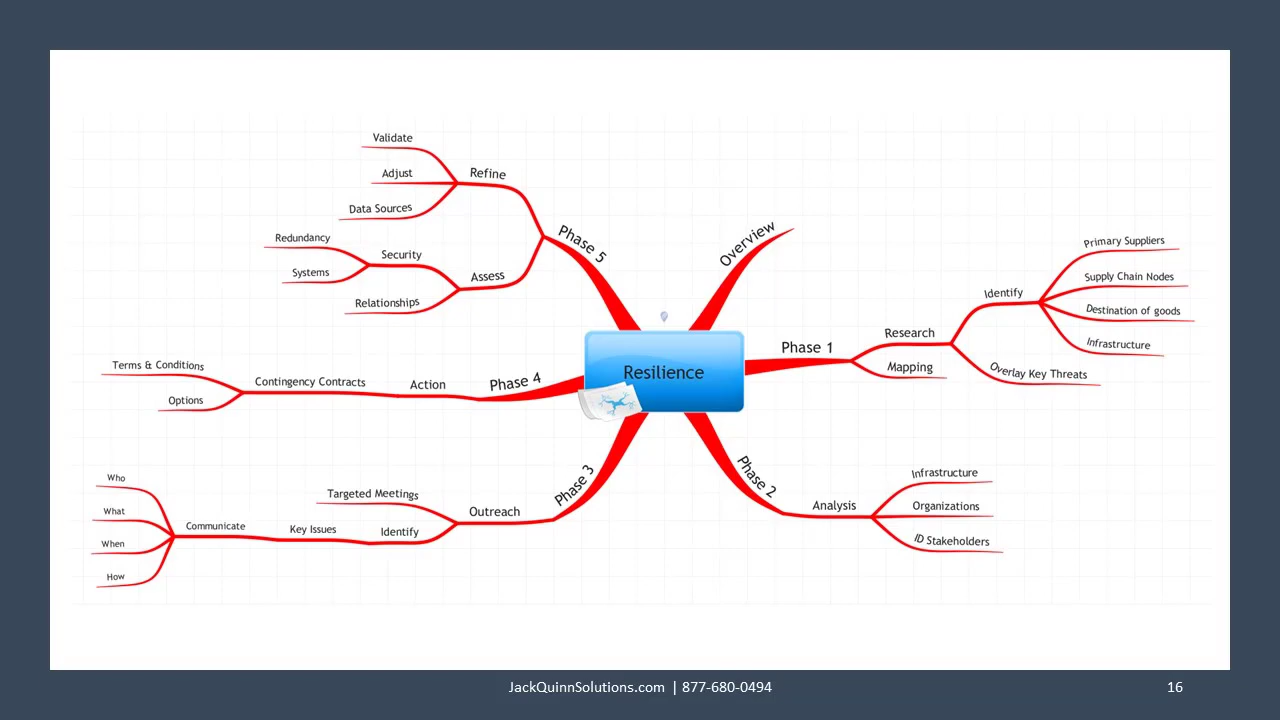 Resilience
Overview
Phase 1
Research
Identify
Primary Suppliers
Supply Chain Nodes
Destination of goods
Infrastructure
Overlay Key Threats
Mapping
Phase 2
Analysis
Infrastructure
Organizations
ID Stakeholders
Phase 3
Outreach
Targeted Meetings
Identify
Key Issues
Communicate
Who
What
When
How
Phase 4
Action
Contingency Contracts
Terms & Conditions
Options
Phase 5
Refine
Validate
Adjust
Data Sources
Assess
Security
Redundancy
Systems
Relationships
JackQuinnSolutions.com | 877-680-0494
16